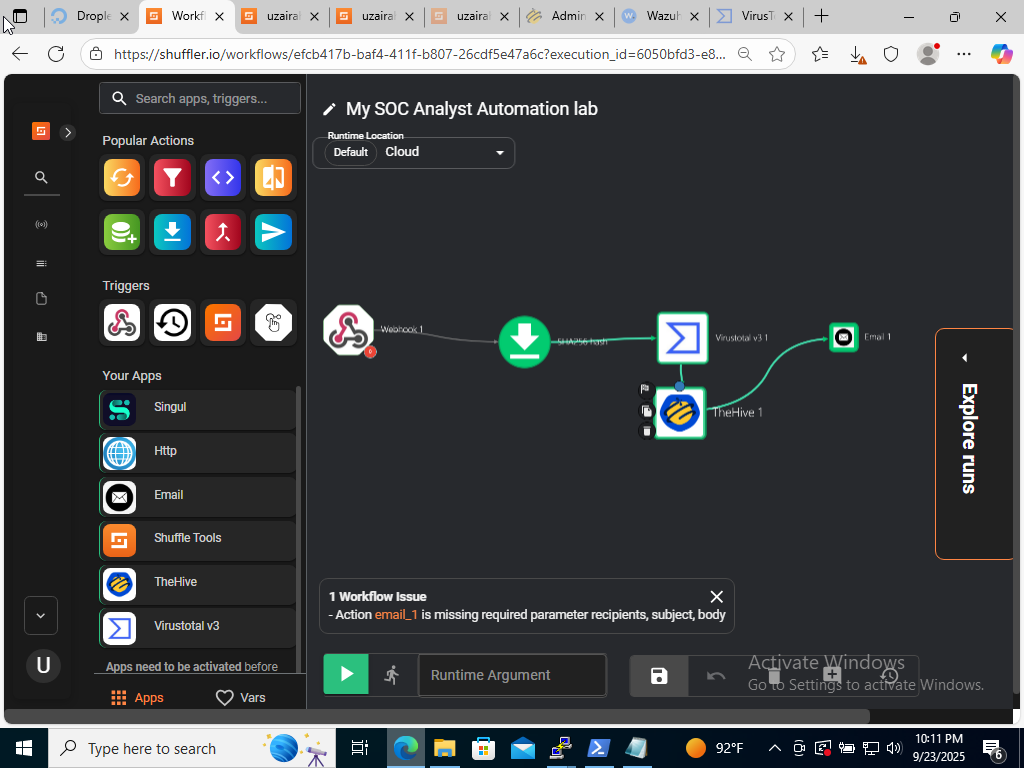 Drople
Workfl
uzairal
uzairal
uzairal
Admin
Wazuh
VirusT
https://shuffler.io/workflows/efcb417b-baf4-411f-b807-26cdf5e47a6c?execution_id=6050bfd3-e8...
Search apps, triggers...
My SOC Analyst Automation lab
Runtime Location
Default
Cloud
Popular Actions
Triggers
Webhook 1
SHA256 hash
Virustotal v3 1
Email 1
TheHive 1
Explore runs
Your Apps
Singul
Http
Email
Shuffle Tools
TheHive
Virustotal v3
Apps need to be activated before
Apps
Vars
U
1 Workflow Issue
- Action email_1 is missing required parameter recipients, subject, body
Runtime Argument
Activate Windows
Go to Settings to activate Windows.
Type here to search
92°F
10:11 PM
9/23/2025
6